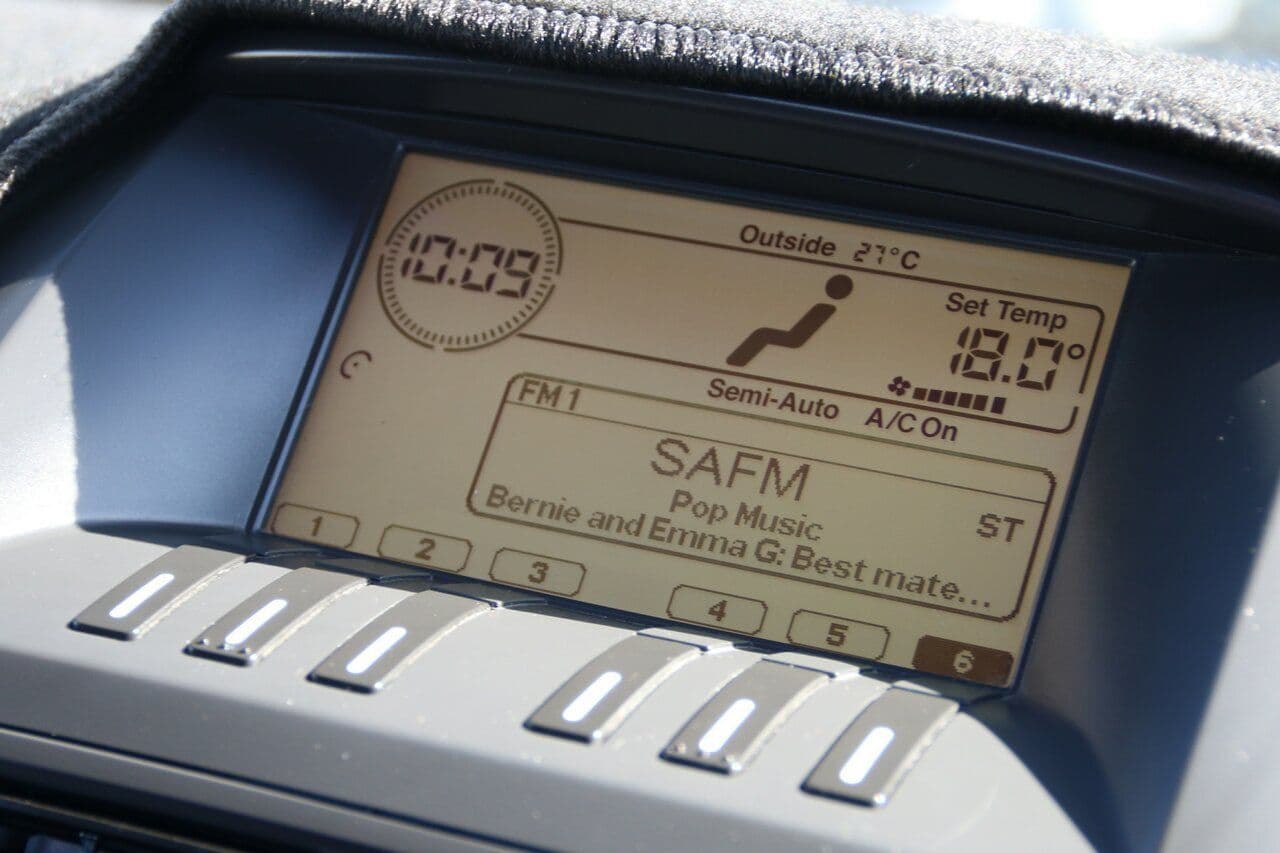 10:09
Outside 27°C
Set Temp
18.0°
Semi-Auto A/C On
FM 1
SAFM
Pop Music
ST
Bernie and Emma G: Best mate...
1 2 3 4 5 6